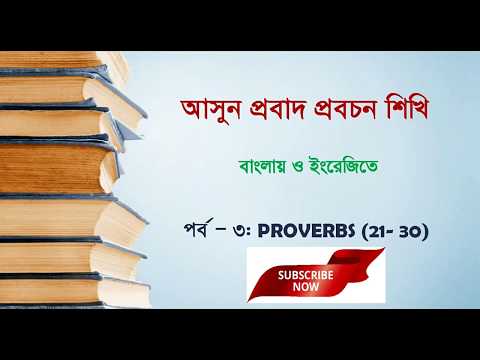 আসুন প্রবাদ প্রবচন শিখি
বাংলায় ও ইংরেজিতে
পর্ব – ৩: PROVERBS (21- 30)
SUBSCRIBE
NOW